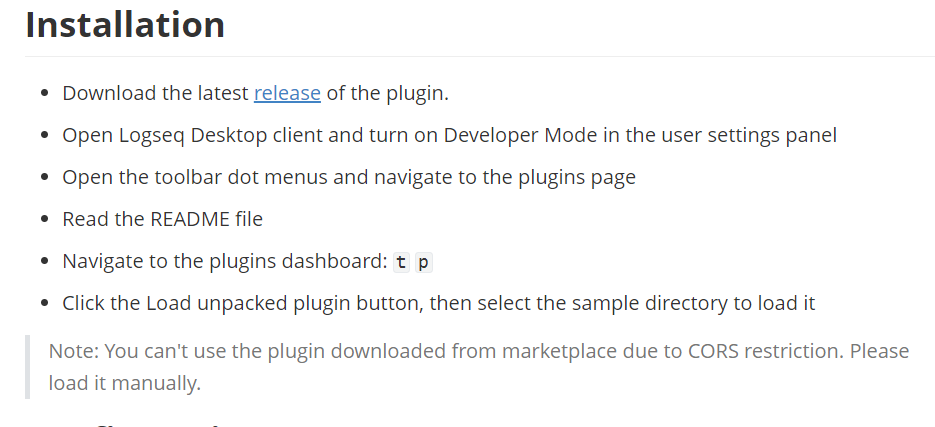 Installation
Download the latest release of the plugin.
Open Logseq Desktop client and turn on Developer Mode in the user settings panel
Open the toolbar dot menus and navigate to the plugins page
Read the README file
Navigate to the plugins dashboard: t p
Click the Load unpacked plugin button, then select the sample directory to load it
Note: You can't use the plugin downloaded from marketplace due to CORS restriction. Please
load it manually.